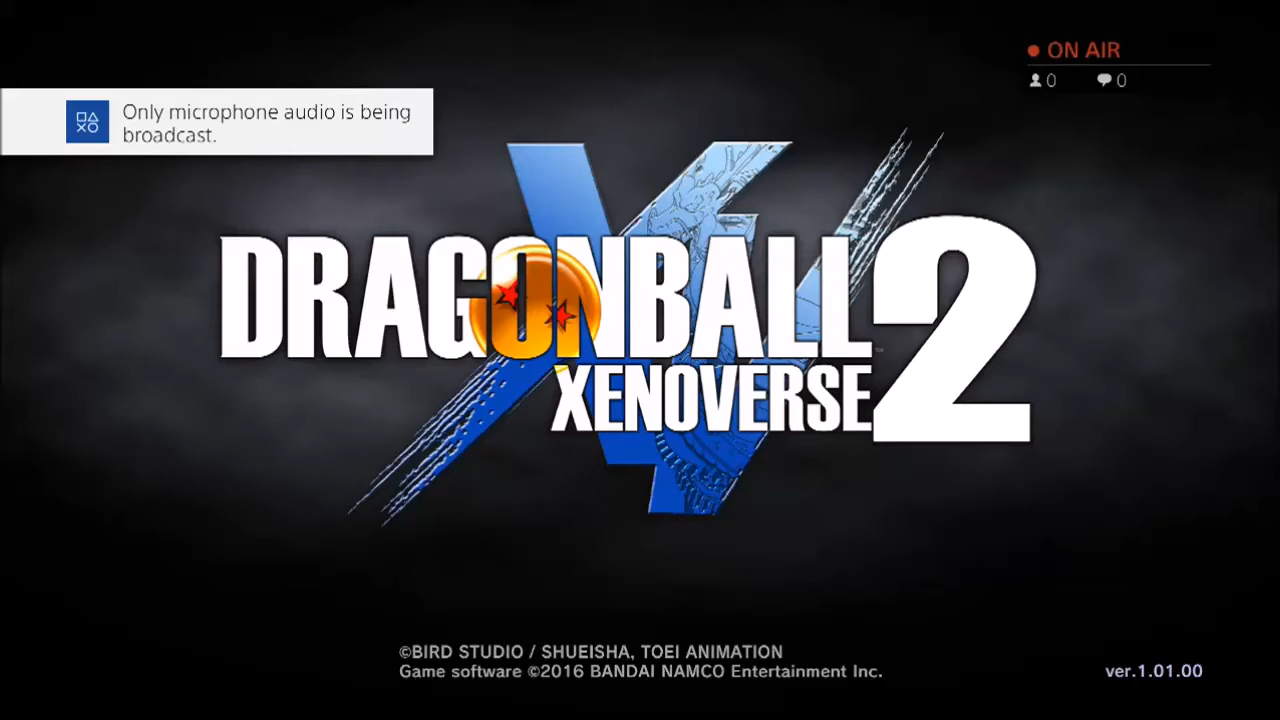 ON AIR
0 0
Only microphone audio is being
broadcast.
DRAGONBALL 2
XENOVERSE
©BIRD STUDIO / SHUEISHA, TOEI ANIMATION
Game software ©2016 BANDAI NAMCO Entertainment Inc.
ver.1.01.00